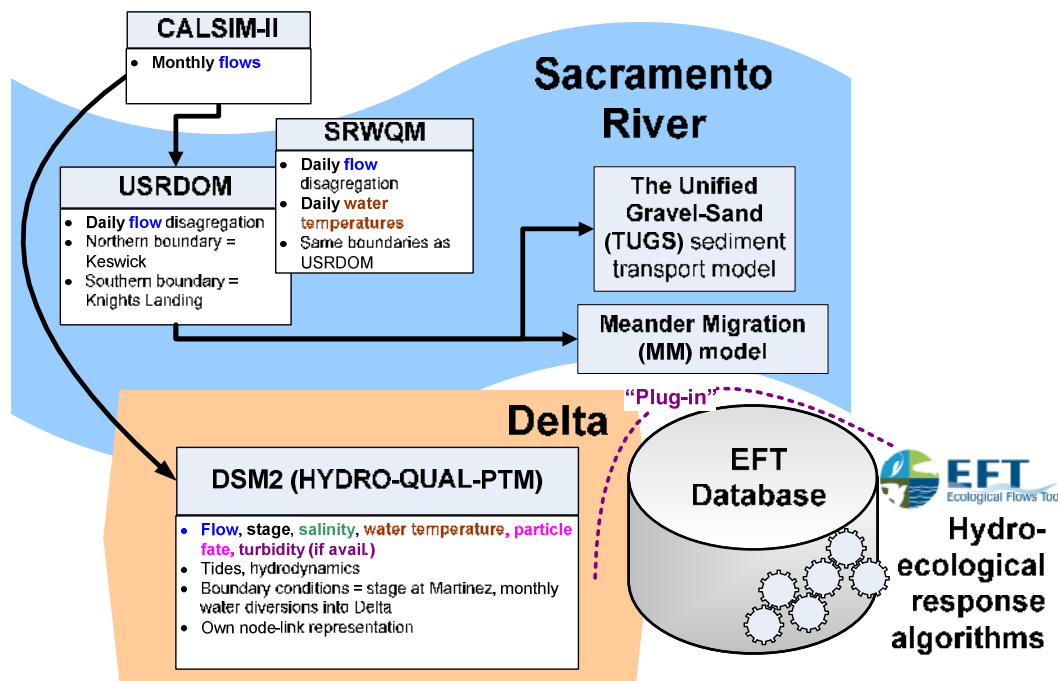 CALSIM-II
• Monthly flows
Sacramento
River
SRWQM
• Daily flow
disagregation
• Daily water
temperatures
• Same boundaries as
USRDOM
USRDOM
• Daily flow disagregation
• Northern boundary =
Keswick
• Southern boundary =
Knights Landing
The Unified
Gravel-Sand
(TUGS) sediment
transport model
Meander Migration
(MM) model
"Plug-in"
Delta
DSM2 (HYDRO-QUAL-PTM)
• Flow, stage, salinity, water temperature, particle
fate, turbidity (if avail.)
• Tides, hydrodynamics
• Boundary conditions = stage at Martinez, monthly
water diversions into Delta
• Own node-link representation
EFT
Database
EFT
Ecological Flows Too
Hydro-
ecological
response
algorithms